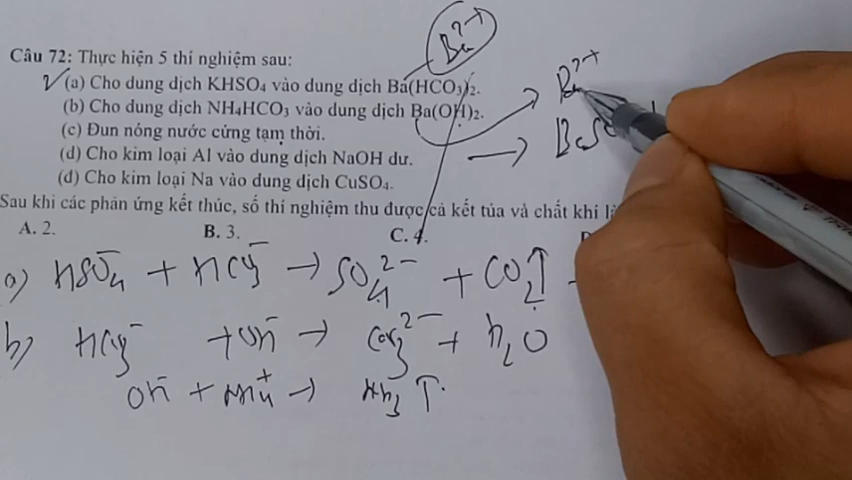 Ba²⁺
Câu 72: Thực hiện 5 thí nghiệm sau:
(a) Cho dung dịch KHSO₄ vào dung dịch Ba(HCO₃)₂.
(b) Cho dung dịch NH₄HCO₃ vào dung dịch Ba(OH)₂.
(c) Đun nóng nước cứng tạm thời.
(d) Cho kim loại Al vào dung dịch NaOH dư.
(d) Cho kim loại Na vào dung dịch CuSO₄.
Sau khi các phản ứng kết thúc, số thí nghiệm thu được cả kết tủa và chất khí
A. 2. B. 3. C. 4.
a) HSO₄⁻ + HCO₃⁻ → SO₄²⁻ + CO₂↑
b) HCO₃⁻ + OH⁻ → CO₃²⁻ + H₂O
OH⁻ + NH₄⁺ → NH₃↑